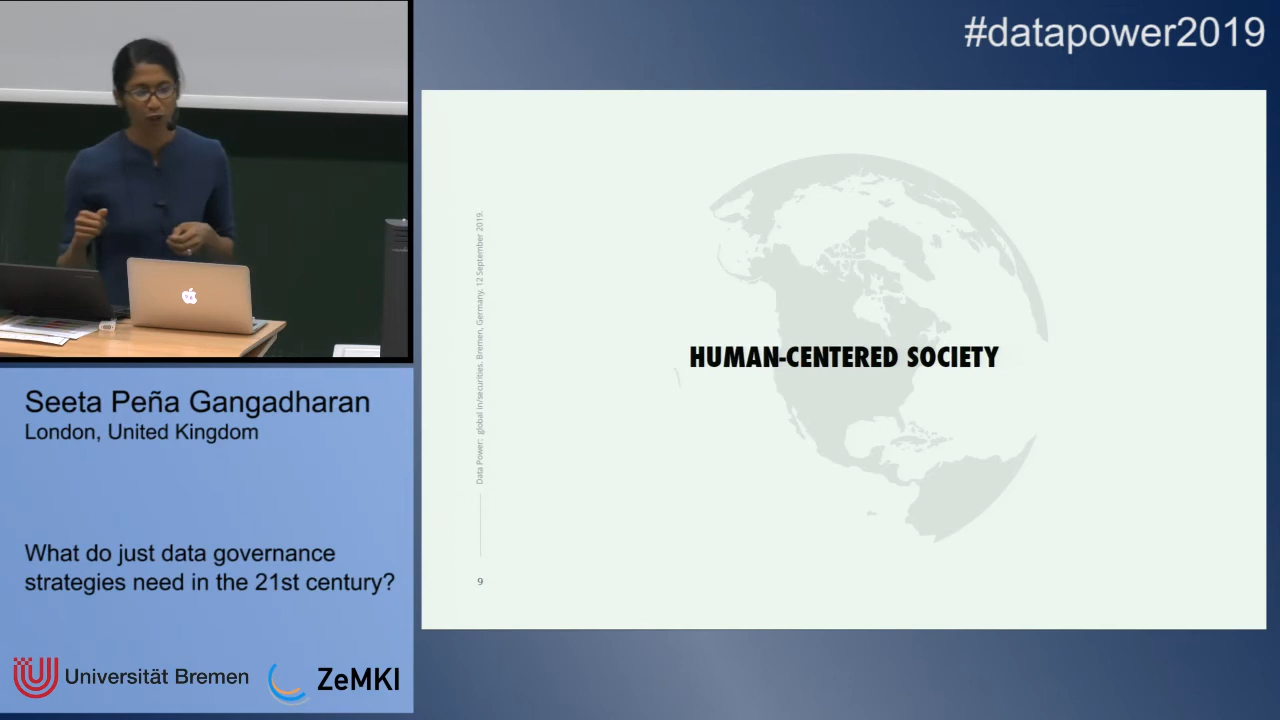 #datapower2019
Data Power: global in/securities. Bremen, Germany. 12 September 2019.
HUMAN-CENTERED SOCIETY
9
Seeta Peña Gangadharan
London, United Kingdom
What do just data governance
strategies need in the 21st century?
Universität Bremen
ZeMKI